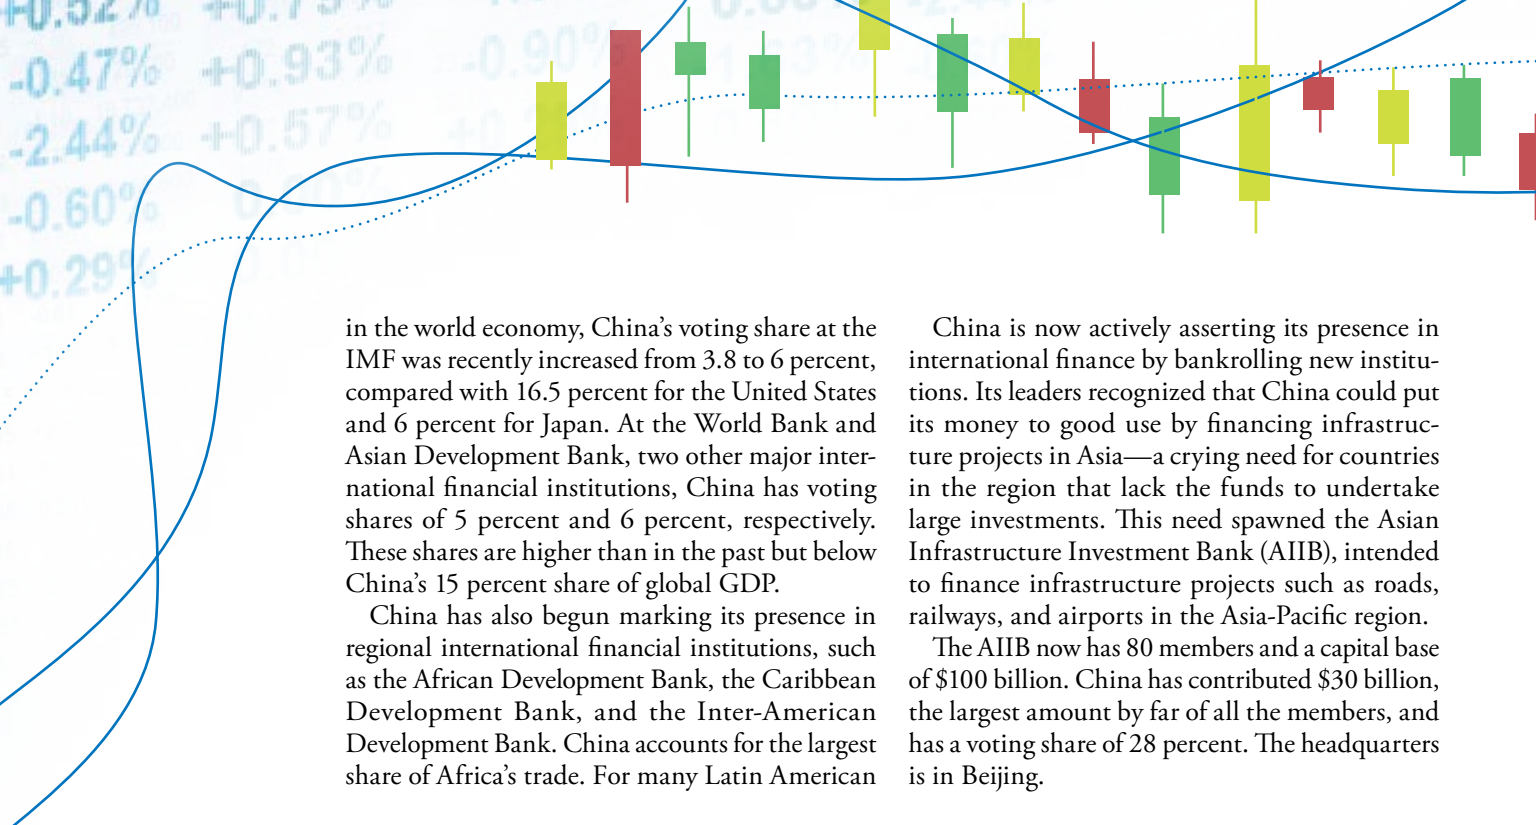 +0.52%
+0.73%
-0.47%
+0.93%
-0.90%
-2.44%
+0.57%
-0.60%
+0.29%
in the world economy, China’s voting share at the
IMF was recently increased from 3.8 to 6 percent,
compared with 16.5 percent for the United States
and 6 percent for Japan. At the World Bank and
Asian Development Bank, two other major inter-
national financial institutions, China has voting
shares of 5 percent and 6 percent, respectively.
These shares are higher than in the past but below
China’s 15 percent share of global GDP.
China has also begun marking its presence in
regional international financial institutions, such
as the African Development Bank, the Caribbean
Development Bank, and the Inter-American
Development Bank. China accounts for the largest
share of Africa’s trade. For many Latin American
China is now actively asserting its presence in
international finance by bankrolling new institu-
tions. Its leaders recognized that China could put
its money to good use by financing infrastruc-
ture projects in Asia—a crying need for countries
in the region that lack the funds to undertake
large investments. This need spawned the Asian
Infrastructure Investment Bank (AIIB), intended
to finance infrastructure projects such as roads,
railways, and airports in the Asia-Pacific region.
The AIIB now has 80 members and a capital base
of $100 billion. China has contributed $30 billion,
the largest amount by far of all the members, and
has a voting share of 28 percent. The headquarters
is in Beijing.